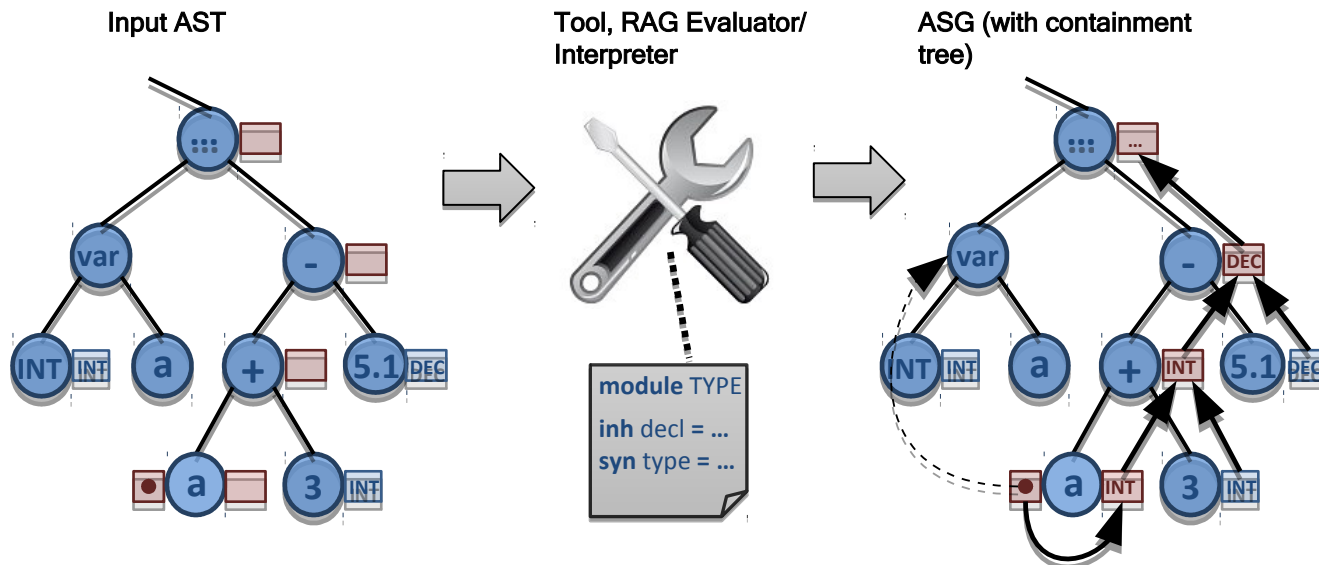 Input AST
Tool, RAG Evaluator/
Interpreter
ASG (with containment
tree)
...
var
-
INT INT
a
+
5.1 DEC
a
3 INT
module TYPE
inh decl = ...
syn type = ...
... ...
var
- DEC
INT INT
a
+ INT
5.1 DEC
a INT
3 INT